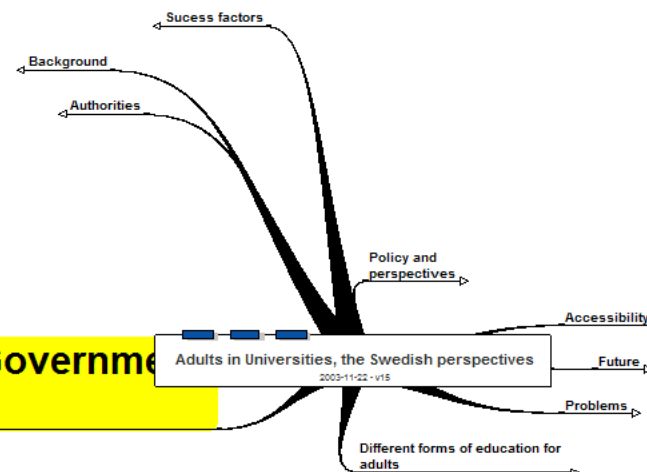 Sucess factors
Background
Authorities
Policy and
perspectives
Accessibility
Governme
Adults in Universities, the Swedish perspectives
2003-11-22 - v15
Future
Problems
Different forms of education for
adults